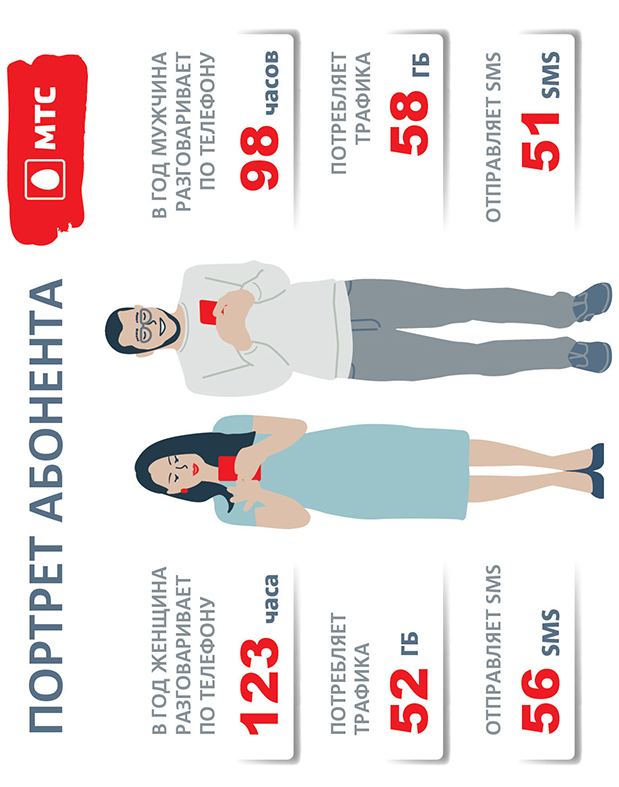 ПОРТРЕТ АБОНЕНТА
МТС
В ГОД ЖЕНЩИНА
РАЗГОВАРИВАЕТ
ПО ТЕЛЕФОНУ
123 часа
ПОТРЕБЛЯЕТ
ТРАФИКА
52 ГБ
ОТПРАВЛЯЕТ SMS
56 SMS
В ГОД МУЖЧИНА
РАЗГОВАРИВАЕТ
ПО ТЕЛЕФОНУ
98 часов
ПОТРЕБЛЯЕТ
ТРАФИКА
58 ГБ
ОТПРАВЛЯЕТ SMS
51 SMS